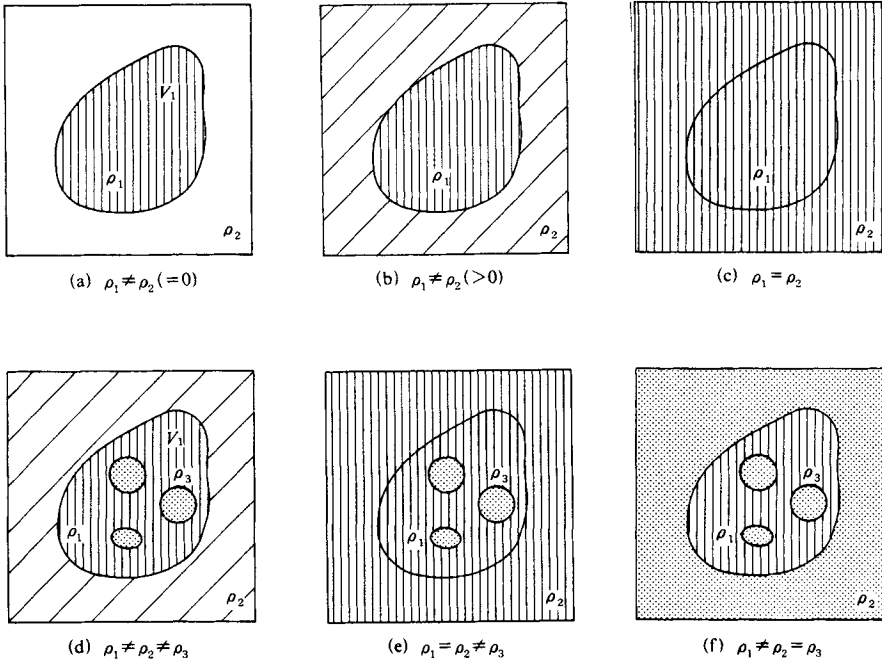 V₁
ρ₁
ρ₂
(a) ρ₁ ≠ ρ₂ (=0)
ρ₁
ρ₂
(b) ρ₁ ≠ ρ₂ (>0)
ρ₁
ρ₂
(c) ρ₁ = ρ₂
V₁
ρ₃
ρ₁
ρ₂
(d) ρ₁ ≠ ρ₂ ≠ ρ₃
ρ₃
ρ₁
ρ₂
(e) ρ₁ = ρ₂ ≠ ρ₃
ρ₃
ρ₁
ρ₂
(f) ρ₁ ≠ ρ₂ = ρ₃